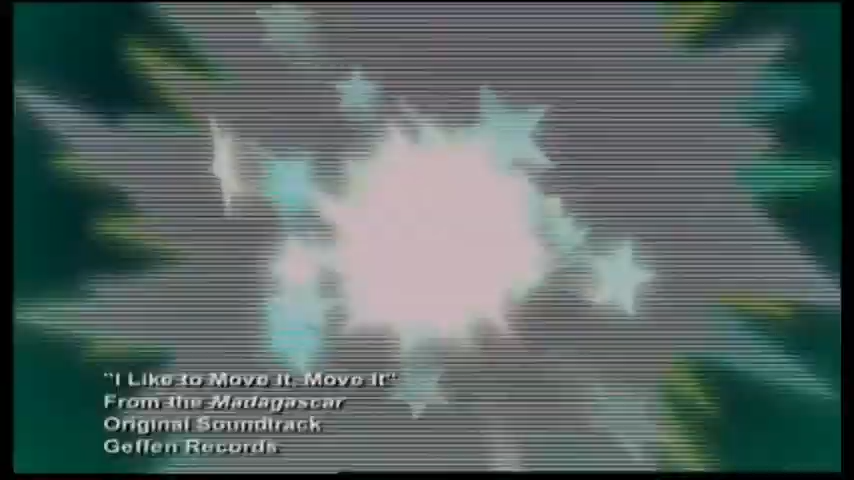 "I Like to Move It, Move It"
From the Madagascar
Original Soundtrack
Geffen Records